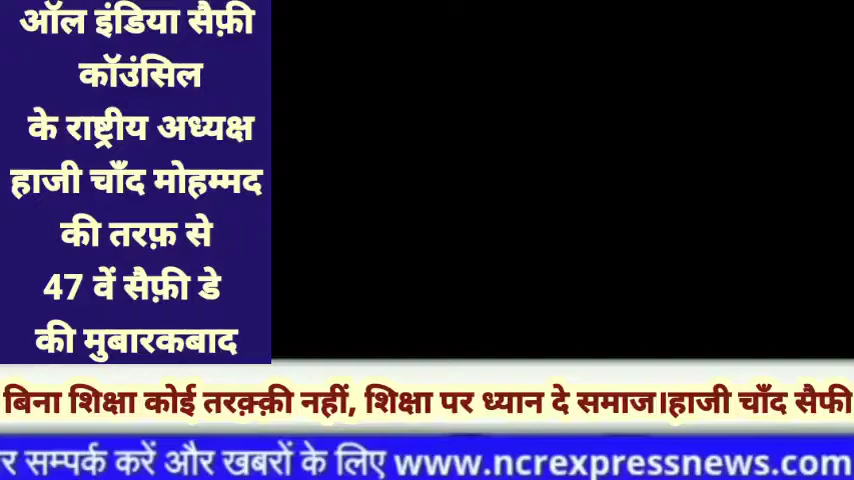 ऑल इंडिया सैफ़ी
कॉउंसिल
के राष्ट्रीय अध्यक्ष
हाजी चाँद मोहम्मद
की तरफ़ से
47 वें सैफ़ी डे
की मुबारकबाद
बिना शिक्षा कोई तरक़्क़ी नहीं, शिक्षा पर ध्यान दे समाज।हाजी चाँद सैफी
र सम्पर्क करें और खबरों के लिए www.ncrexpressnews.com